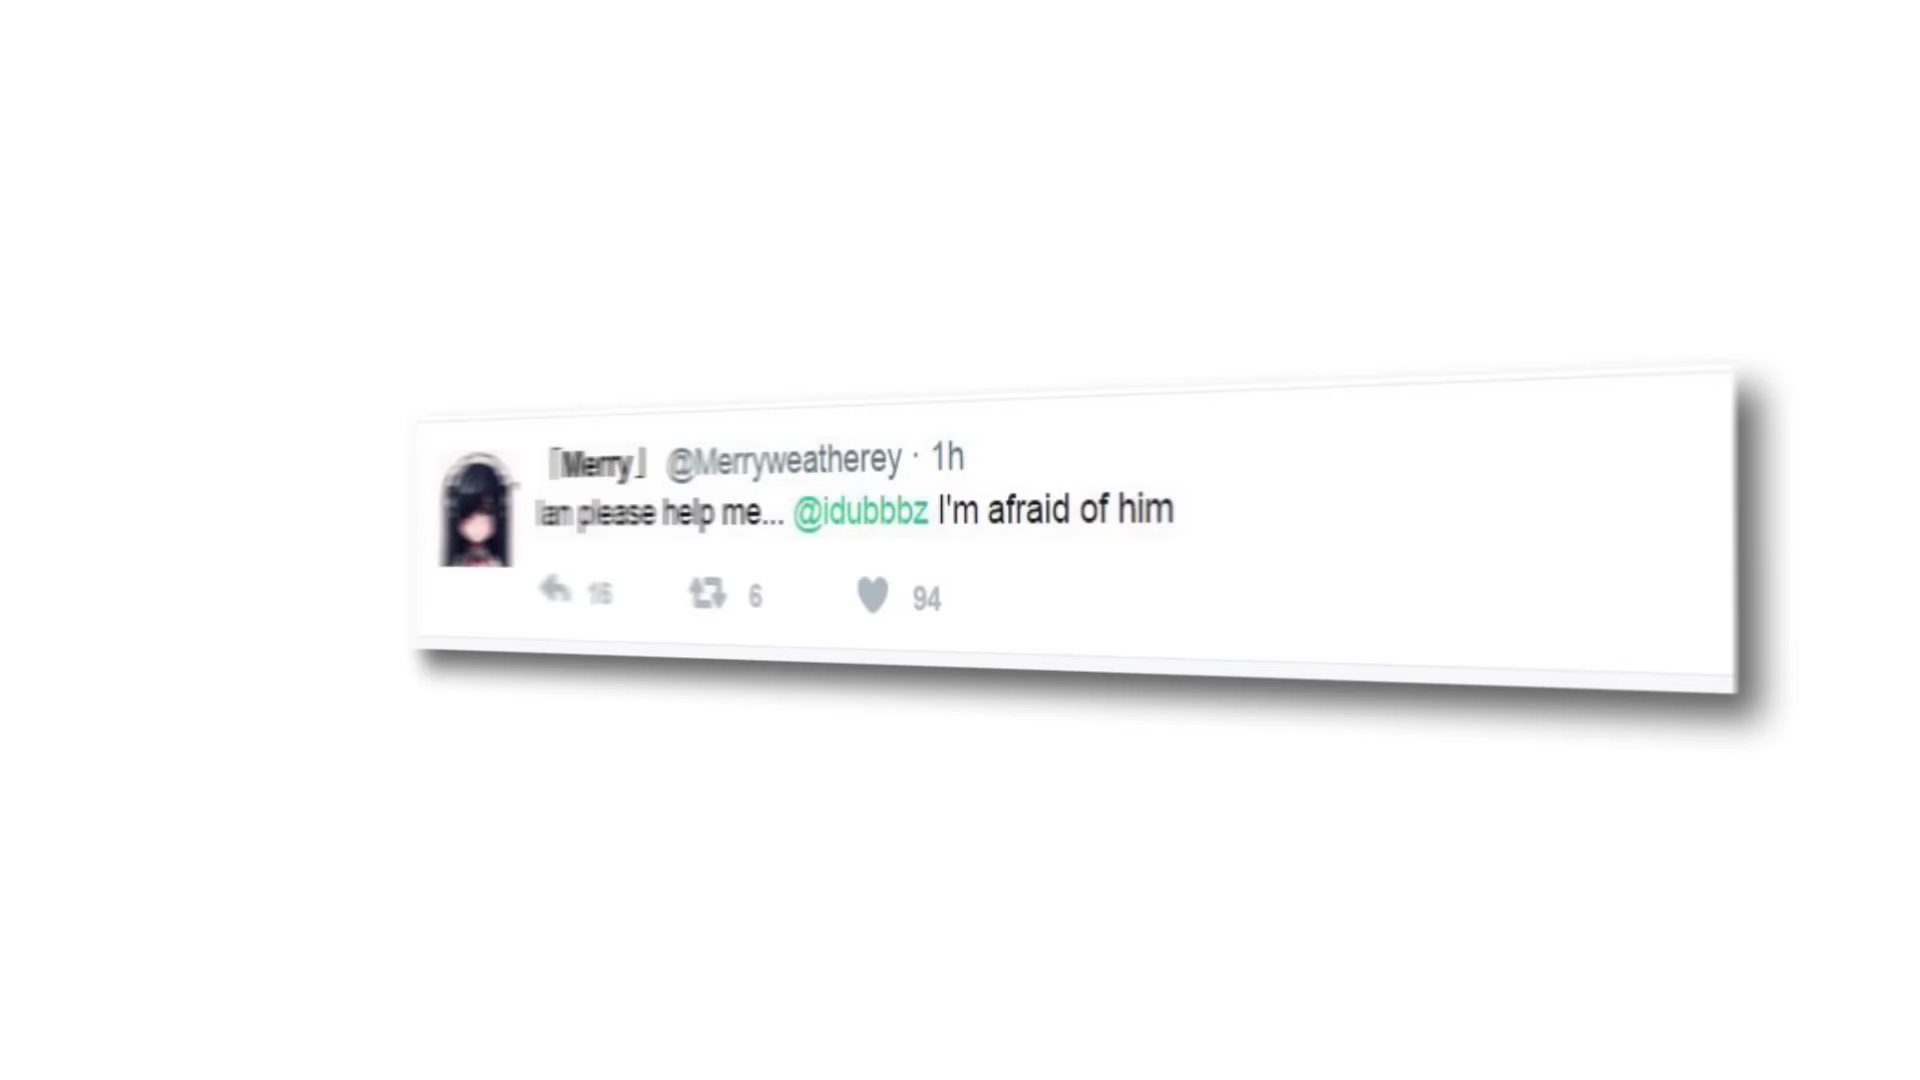 「Merry」 @Merryweatherey · 1h
Ian please help me... @idubbbz I'm afraid of him
16 6 94